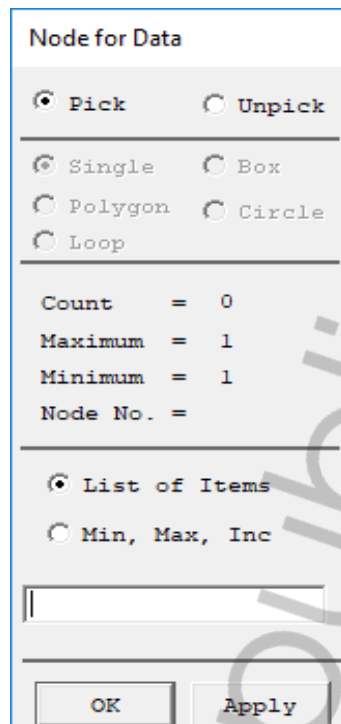 Node for Data
Pick Unpick
Single Box
Polygon Circle
Loop
Count = 0
Maximum = 1
Minimum = 1
Node No. =
List of Items
Min, Max, Inc
OK Apply